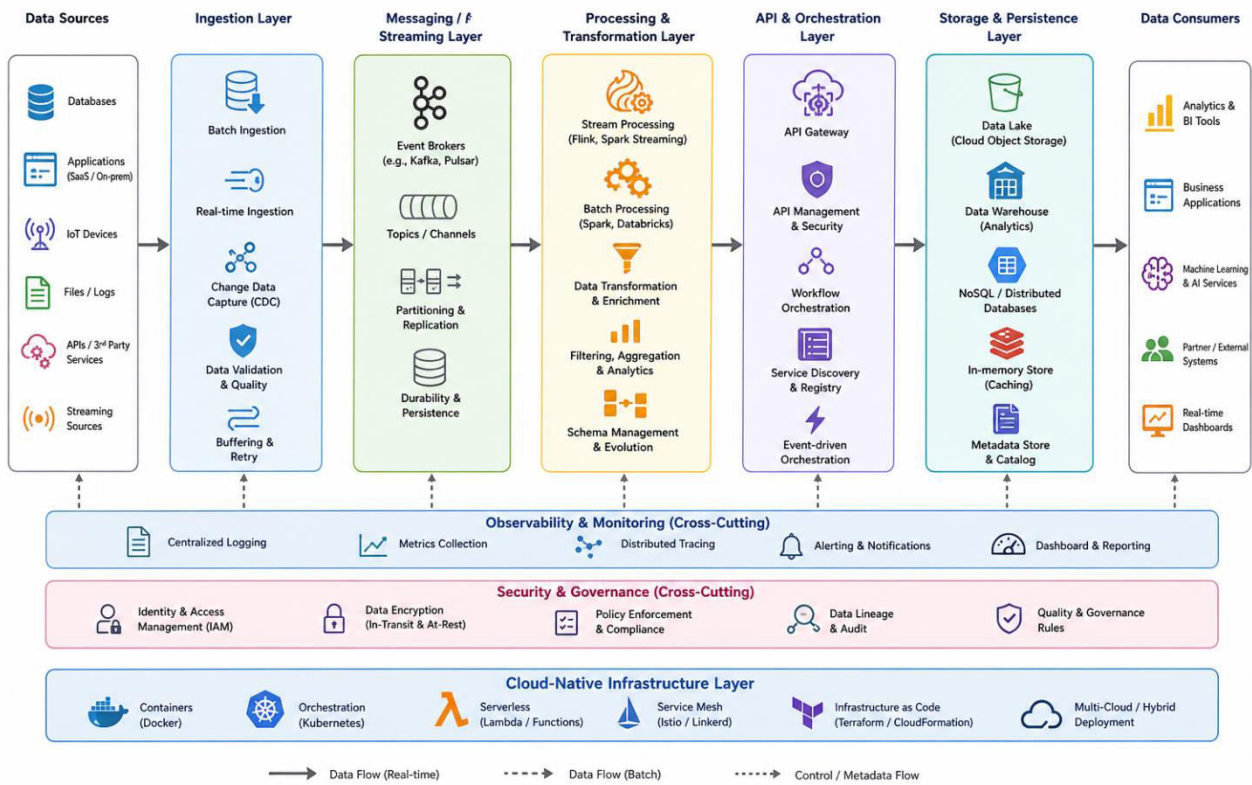 Data Sources
Databases
Applications
(SaaS / On-prem)
IoT Devices
Files / Logs
APIs / 3rd Party
Services
Streaming
Sources
Ingestion Layer
Batch Ingestion
Real-time Ingestion
Change Data
Capture (CDC)
Data Validation
& Quality
Buffering &
Retry
Messaging /
Streaming Layer
Event Brokers
(e.g., Kafka, Pulsar)
Topics / Channels
Partitioning &
Replication
Durability &
Persistence
Processing &
Transformation Layer
Stream Processing
(Flink, Spark Streaming)
Batch Processing
(Spark, Databricks)
Data Transformation
& Enrichment
Filtering, Aggregation
& Analytics
Schema Management
& Evolution
API & Orchestration
Layer
API Gateway
API Management
& Security
Workflow
Orchestration
Service Discovery
& Registry
Event-driven
Orchestration
Storage & Persistence
Layer
Data Lake
(Cloud Object Storage)
Data Warehouse
(Analytics)
NoSQL / Distributed
Databases
In-memory Store
(Caching)
Metadata Store
& Catalog
Data Consumers
Analytics &
BI Tools
Business
Applications
Machine Learning
& AI Services
Partner / External
Systems
Real-time
Dashboards
Observability & Monitoring (Cross-Cutting)
Centralized Logging
Metrics Collection
Distributed Tracing
Alerting & Notifications
Dashboard & Reporting
Security & Governance (Cross-Cutting)
Identity & Access
Management (IAM)
Data Encryption
(In-Transit & At-Rest)
Policy Enforcement
& Compliance
Data Lineage
& Audit
Quality & Governance
Rules
Cloud-Native Infrastructure Layer
Containers
(Docker)
Orchestration
(Kubernetes)
Serverless
(Lambda / Functions)
Service Mesh
(Istio / Linkerd)
Infrastructure as Code
(Terraform / CloudFormation)
Multi-Cloud / Hybrid
Deployment
Data Flow (Real-time)
Data Flow (Batch)
Control / Metadata Flow